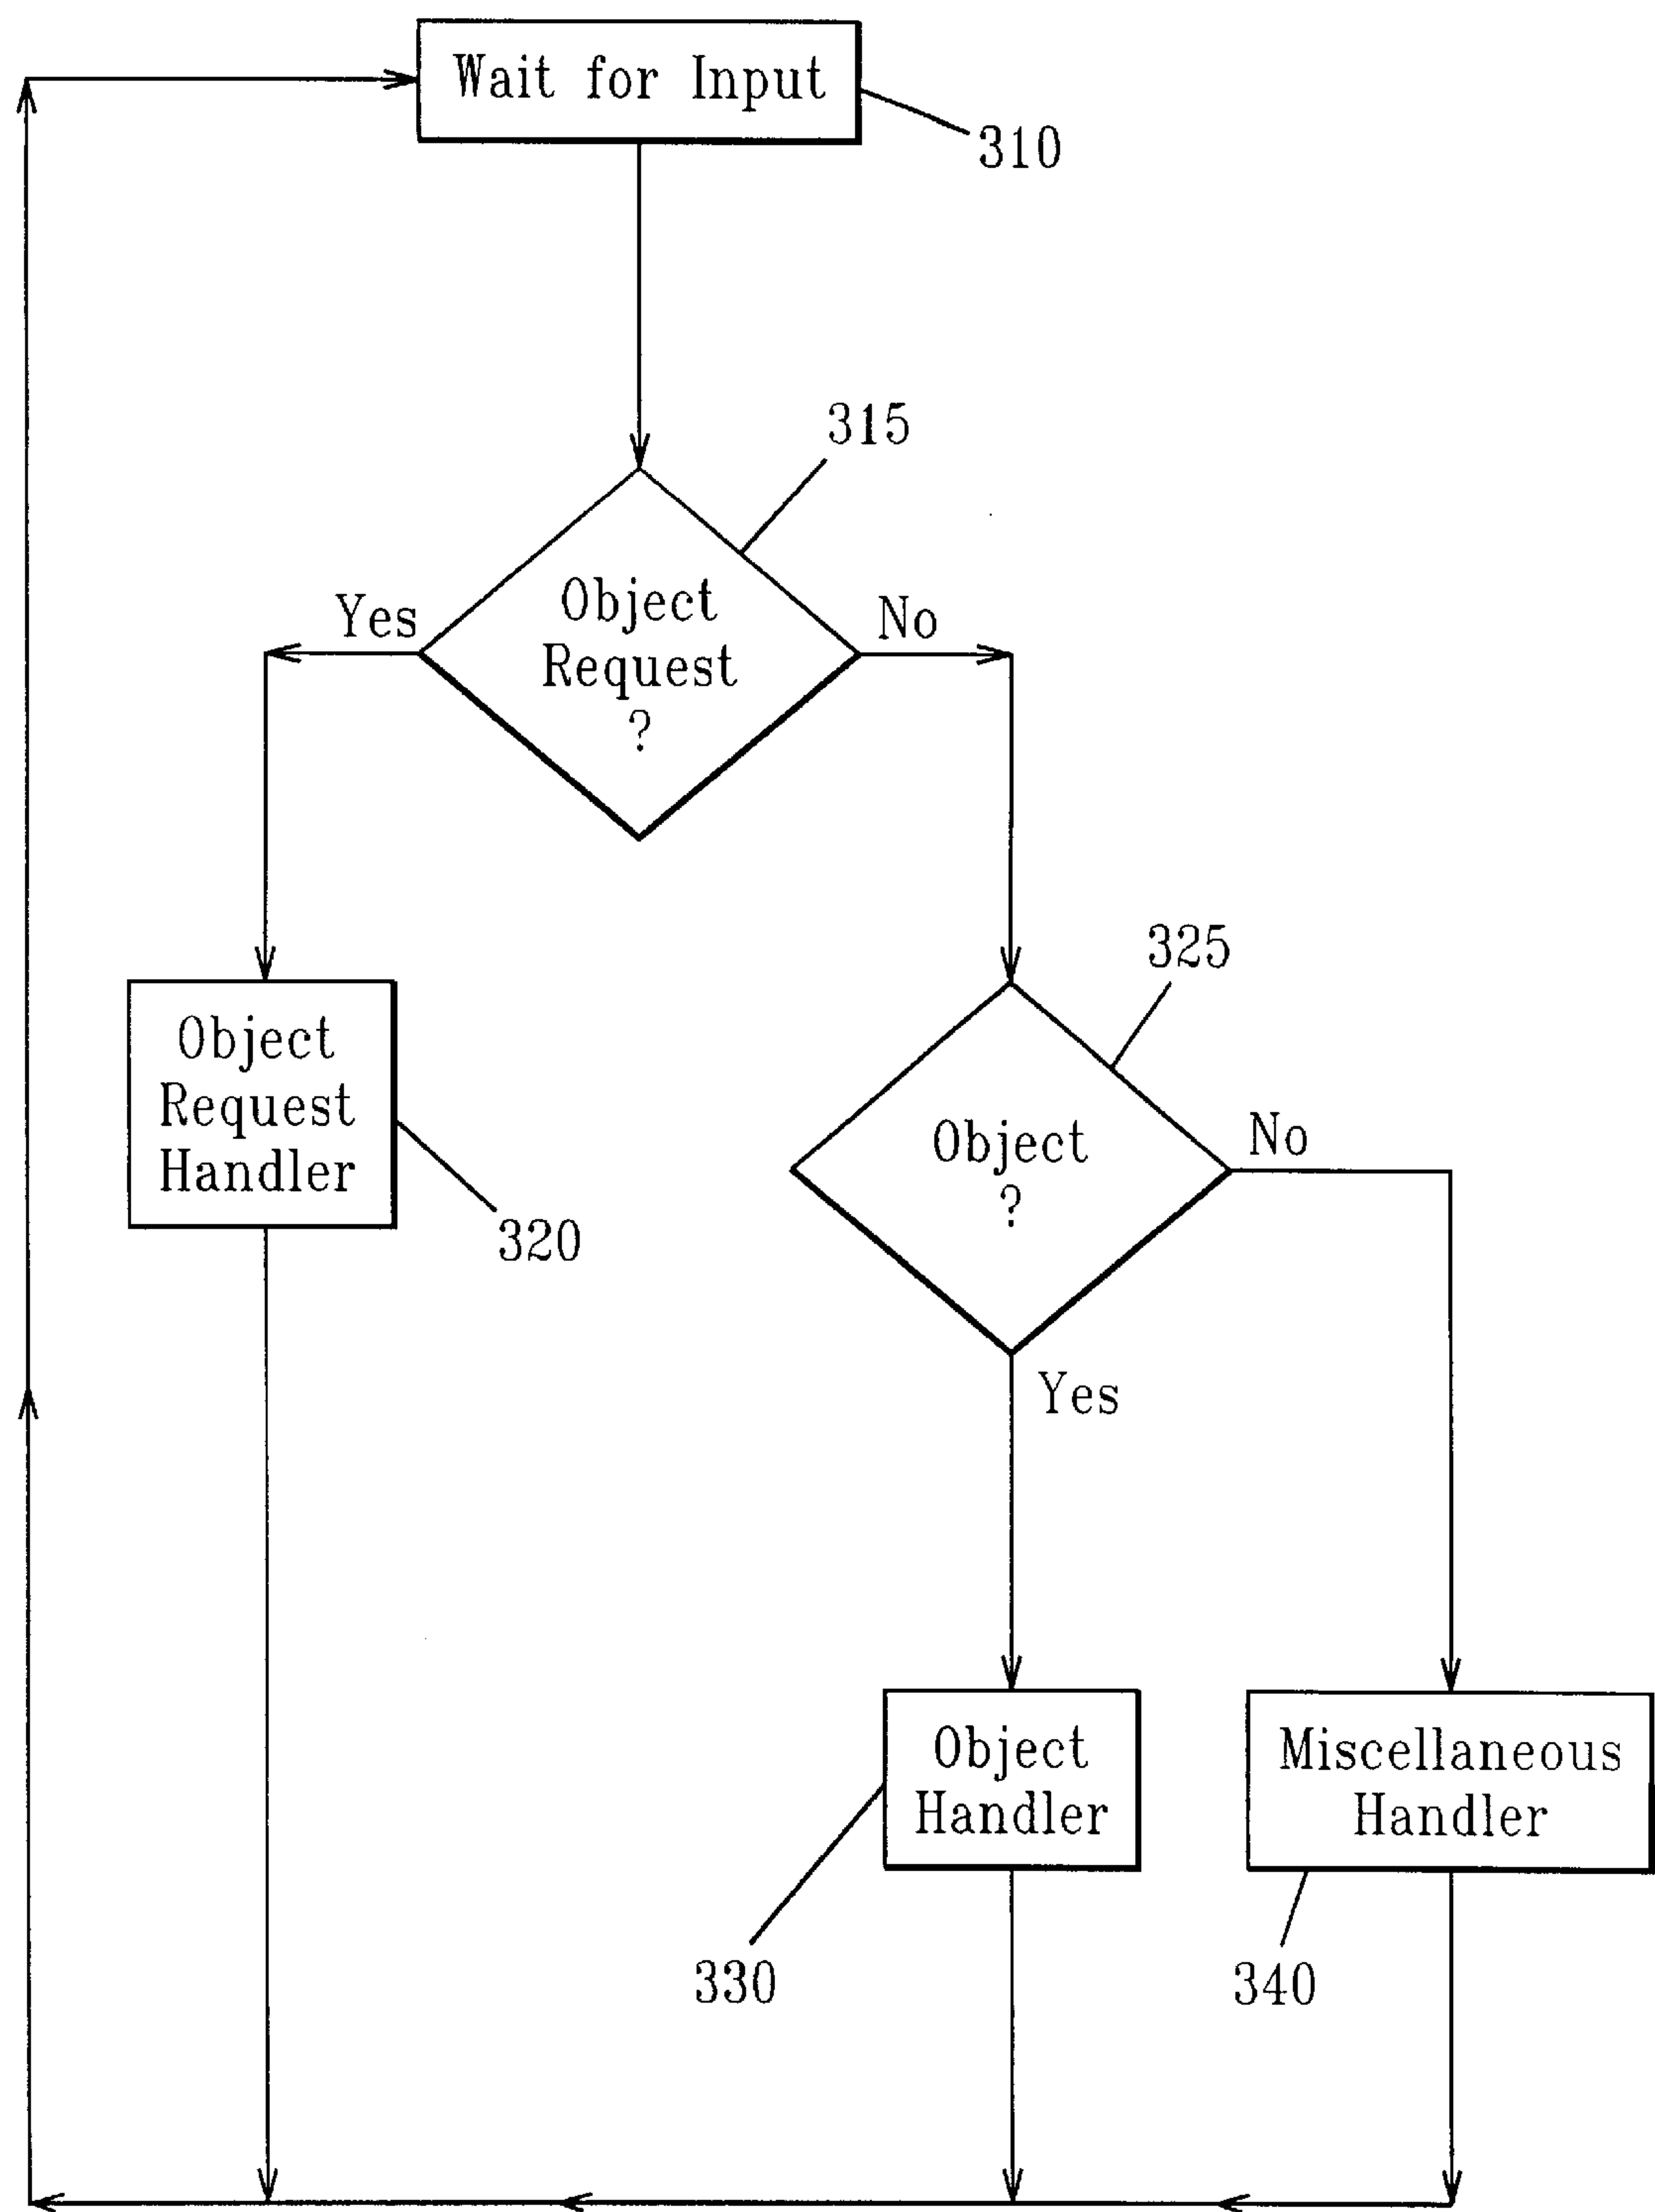 Wait for Input
310
315
Yes
Object
Request
?
No
325
Object
Request
Handler
320
Object
?
No
Yes
Object
Handler
330
Miscellaneous
Handler
340